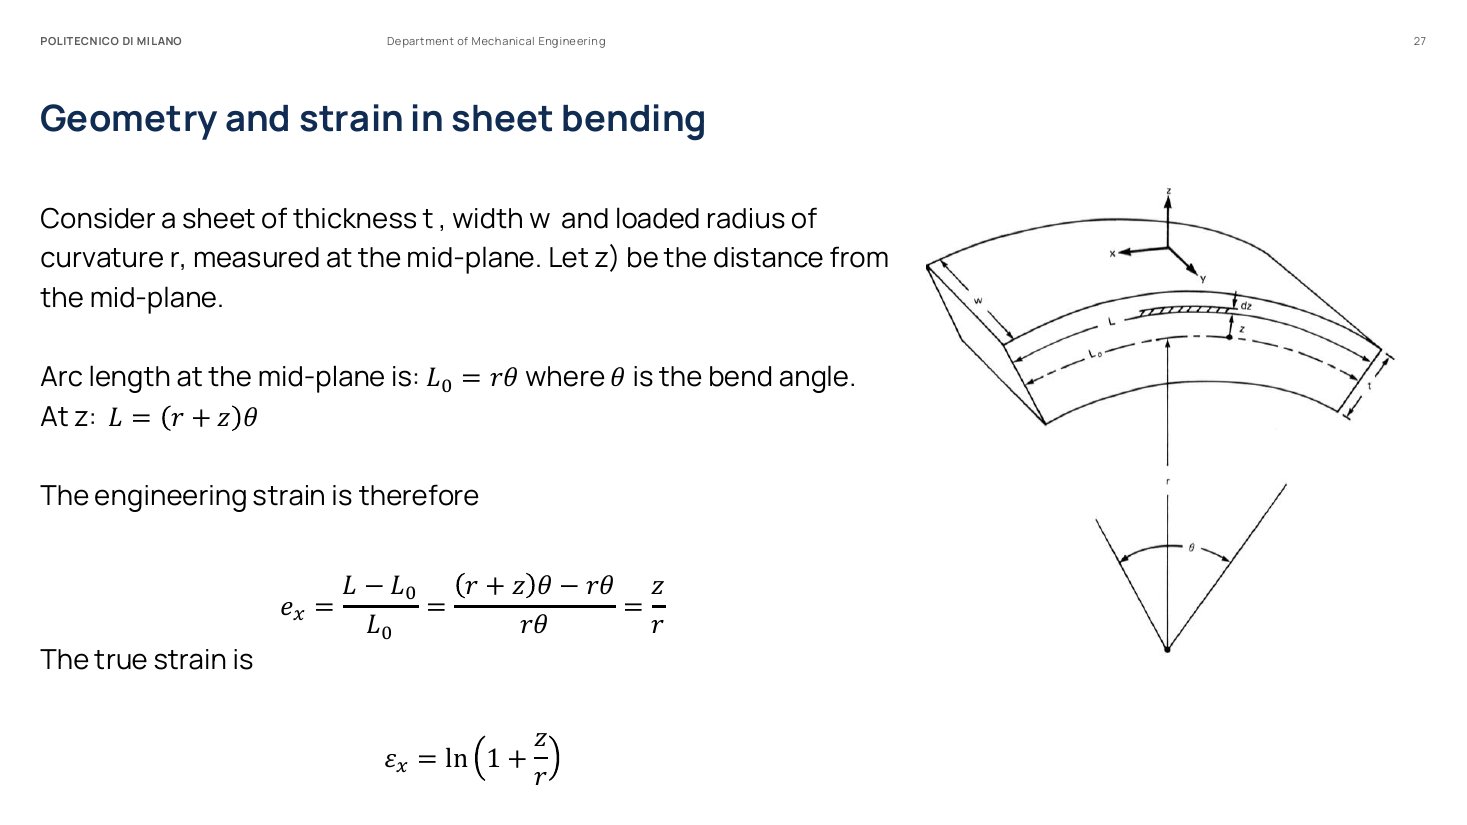 POLITECNICO DI MILANO
Department of Mechanical Engineering
27
Geometry and strain in sheet bending
Consider a sheet of thickness t , width w and loaded radius of
curvature r, measured at the mid-plane. Let z) be the distance from
the mid-plane.
Arc length at the mid-plane is: L₀ = rθ where θ is the bend angle.
At z: L = (r + z)θ
The engineering strain is therefore
eₓ = (L − L₀)/L₀ = ((r + z)θ − rθ)/(rθ) = z/r
The true strain is
εₓ = ln(1 + z/r)
z
x
y
w
dz
L
z
L₀
t
r
θ